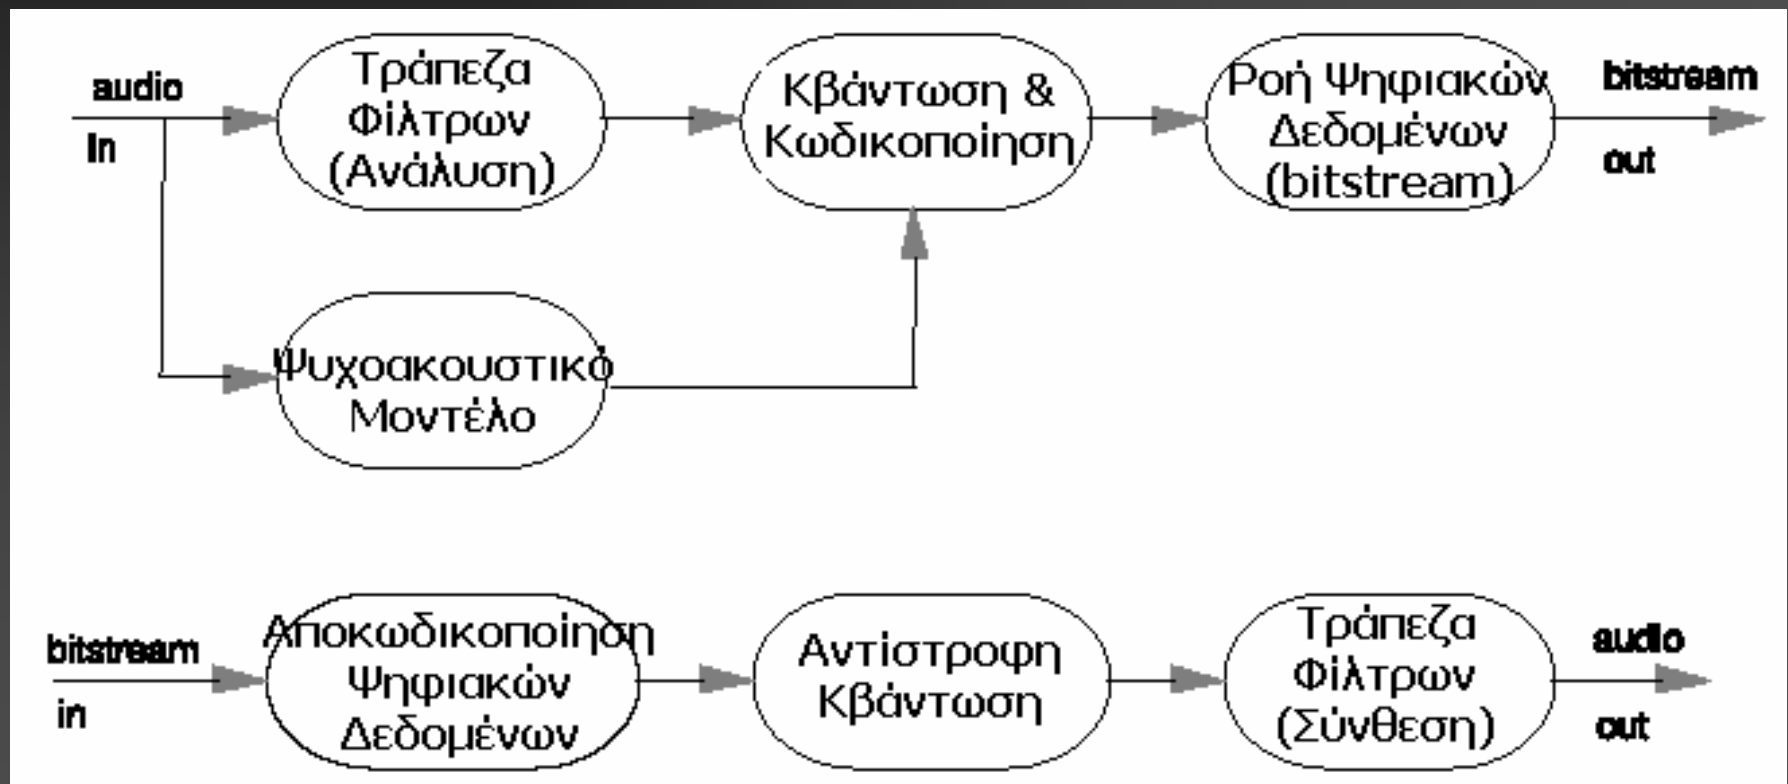 audio
in
Τράπεζα
Φίλτρων
(Ανάλυση)
Κβάντωση &
Κωδικοποίηση
Ροή Ψηφιακών
Δεδομένων
(bitstream)
bitstream
out
Ψυχοακουστικό
Μοντέλο
bitstream
in
Αποκωδικοποίηση
Ψηφιακών
Δεδομένων
Αντίστροφη
Κβάντωση
Τράπεζα
Φίλτρων
(Σύνθεση)
audio
out